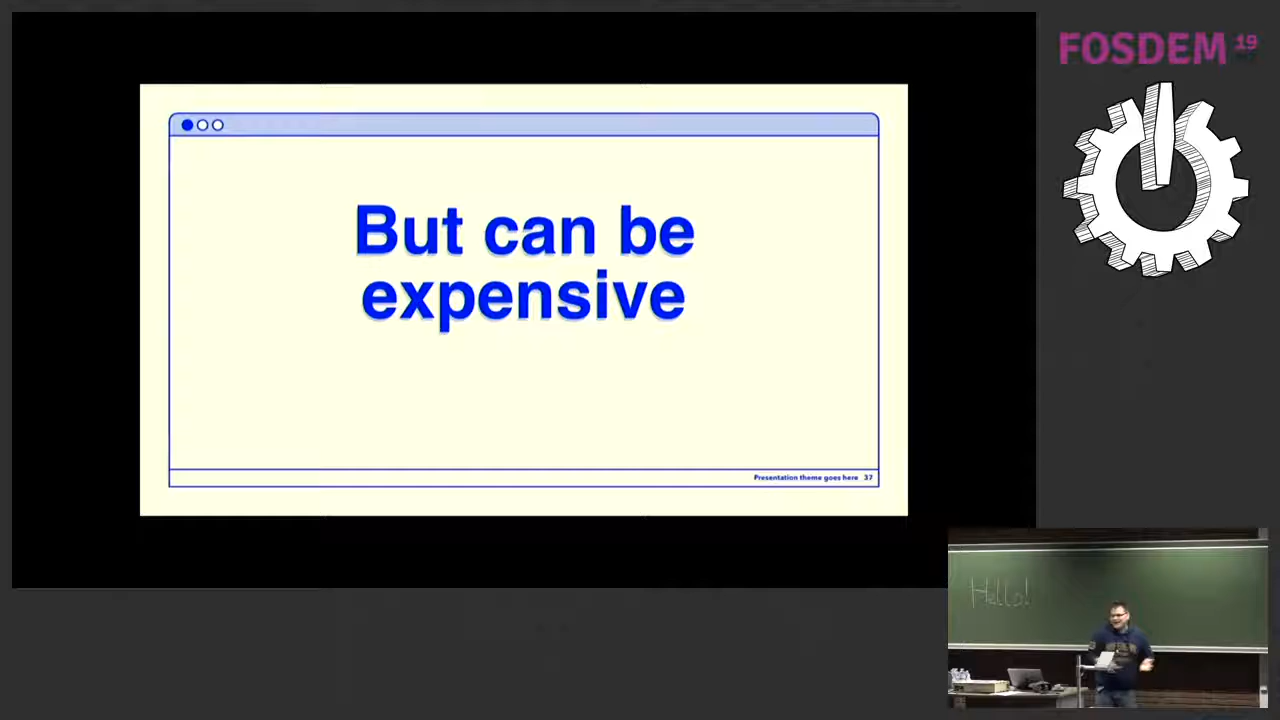 FOSDEM 19
But can be
expensive
Presentation theme goes here 37
Hello!